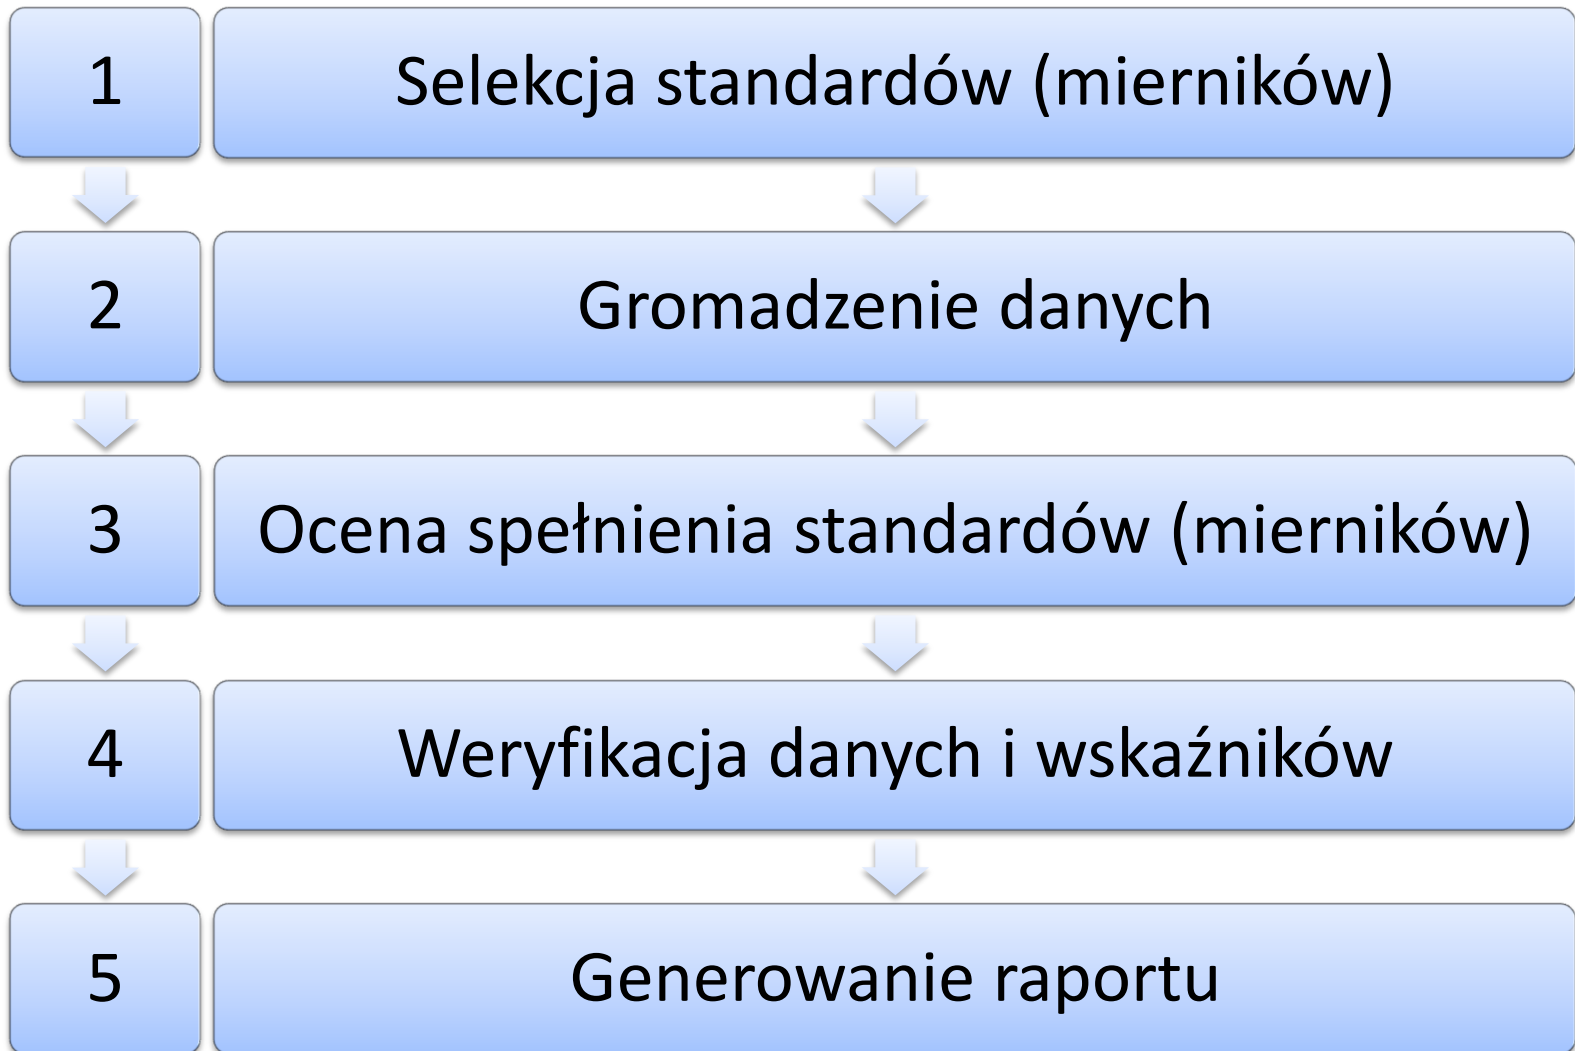 1 Selekcja standardów (mierników)
2 Gromadzenie danych
3 Ocena spełnienia standardów (mierników)
4 Weryfikacja danych i wskaźników
5 Generowanie raportu